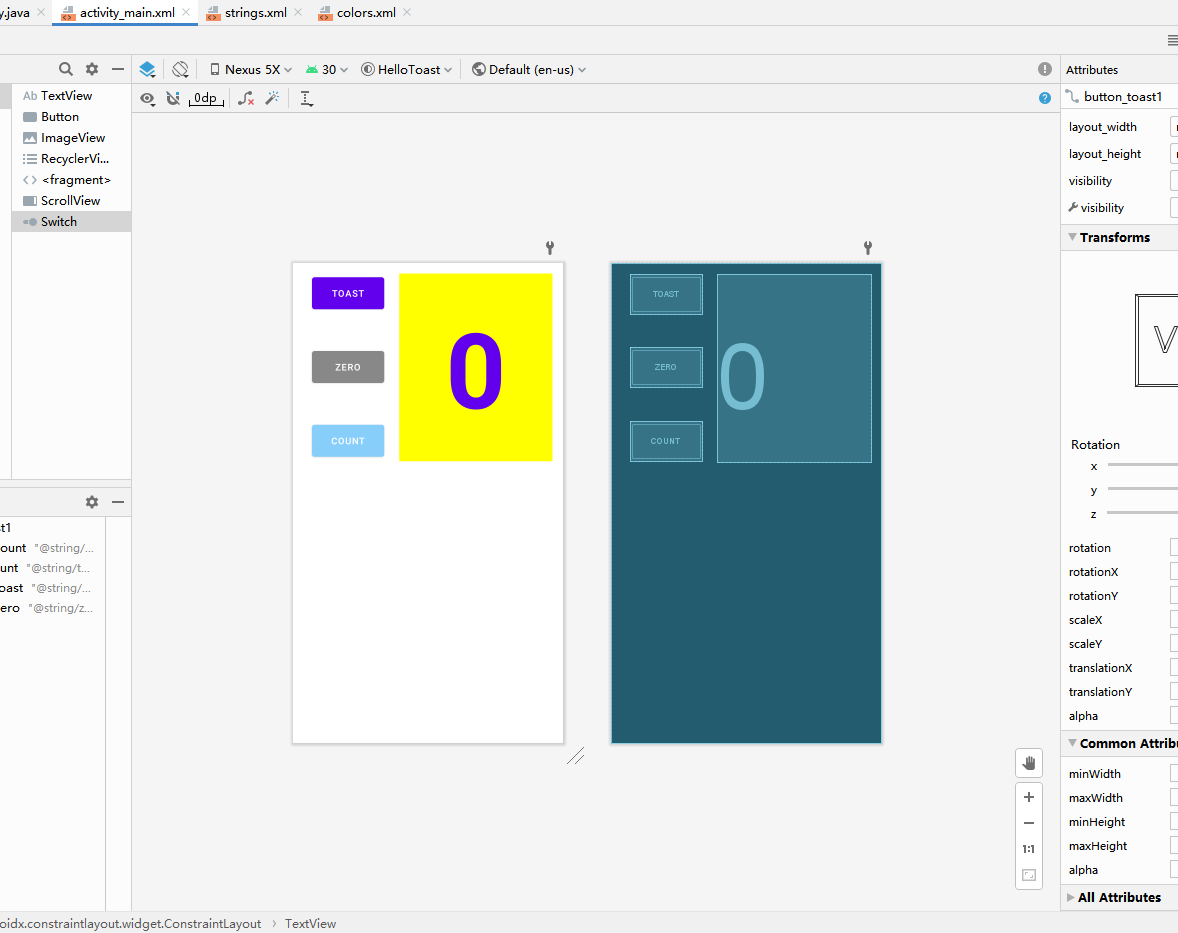 y.java activity_main.xml strings.xml colors.xml
Nexus 5X 30 HelloToast Default (en-us) Attributes
0dp
Ab TextView
Button
ImageView
RecyclerVi...
<fragment>
ScrollView
Switch
st1
ount "@string/...
unt "@string/t...
oast "@string/...
ero "@string/z...
TOAST
ZERO
COUNT
0
TOAST
ZERO
COUNT
0
1:1
button_toast1
layout_width
layout_height
visibility
visibility
Transforms
V
Rotation
x
y
z
rotation
rotationX
rotationY
scaleX
scaleY
translationX
translationY
alpha
Common Attribu
minWidth
maxWidth
minHeight
maxHeight
alpha
All Attributes
oidx.constraintlayout.widget.ConstraintLayout › TextView